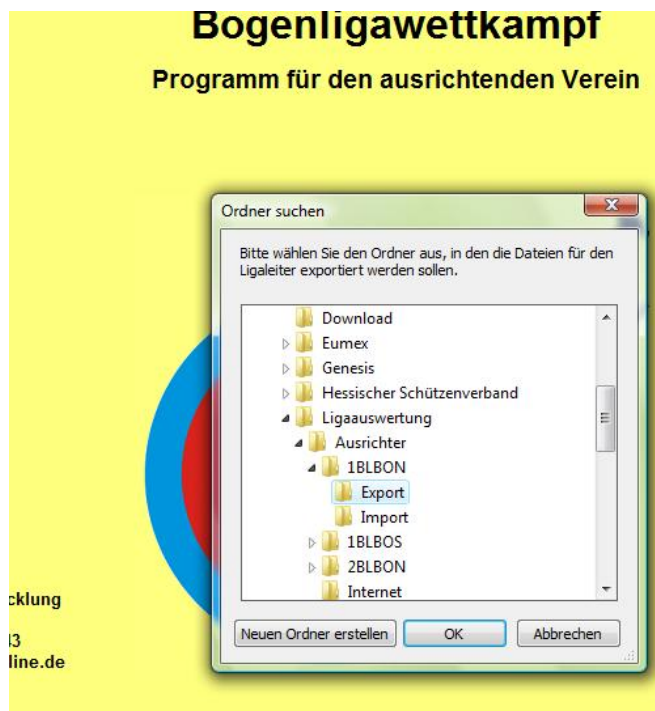 Bogenligawettkampf
Programm für den ausrichtenden Verein
Ordner suchen
Bitte wählen Sie den Ordner aus, in den die Dateien für den
Ligaleiter exportiert werden sollen.
Download
Eumex
Genesis
Hessischer Schützenverband
Ligaauswertung
Ausrichter
1BLBON
Export
Import
1BLBOS
2BLBON
Internet
Neuen Ordner erstellen OK Abbrechen
cklung
43
line.de